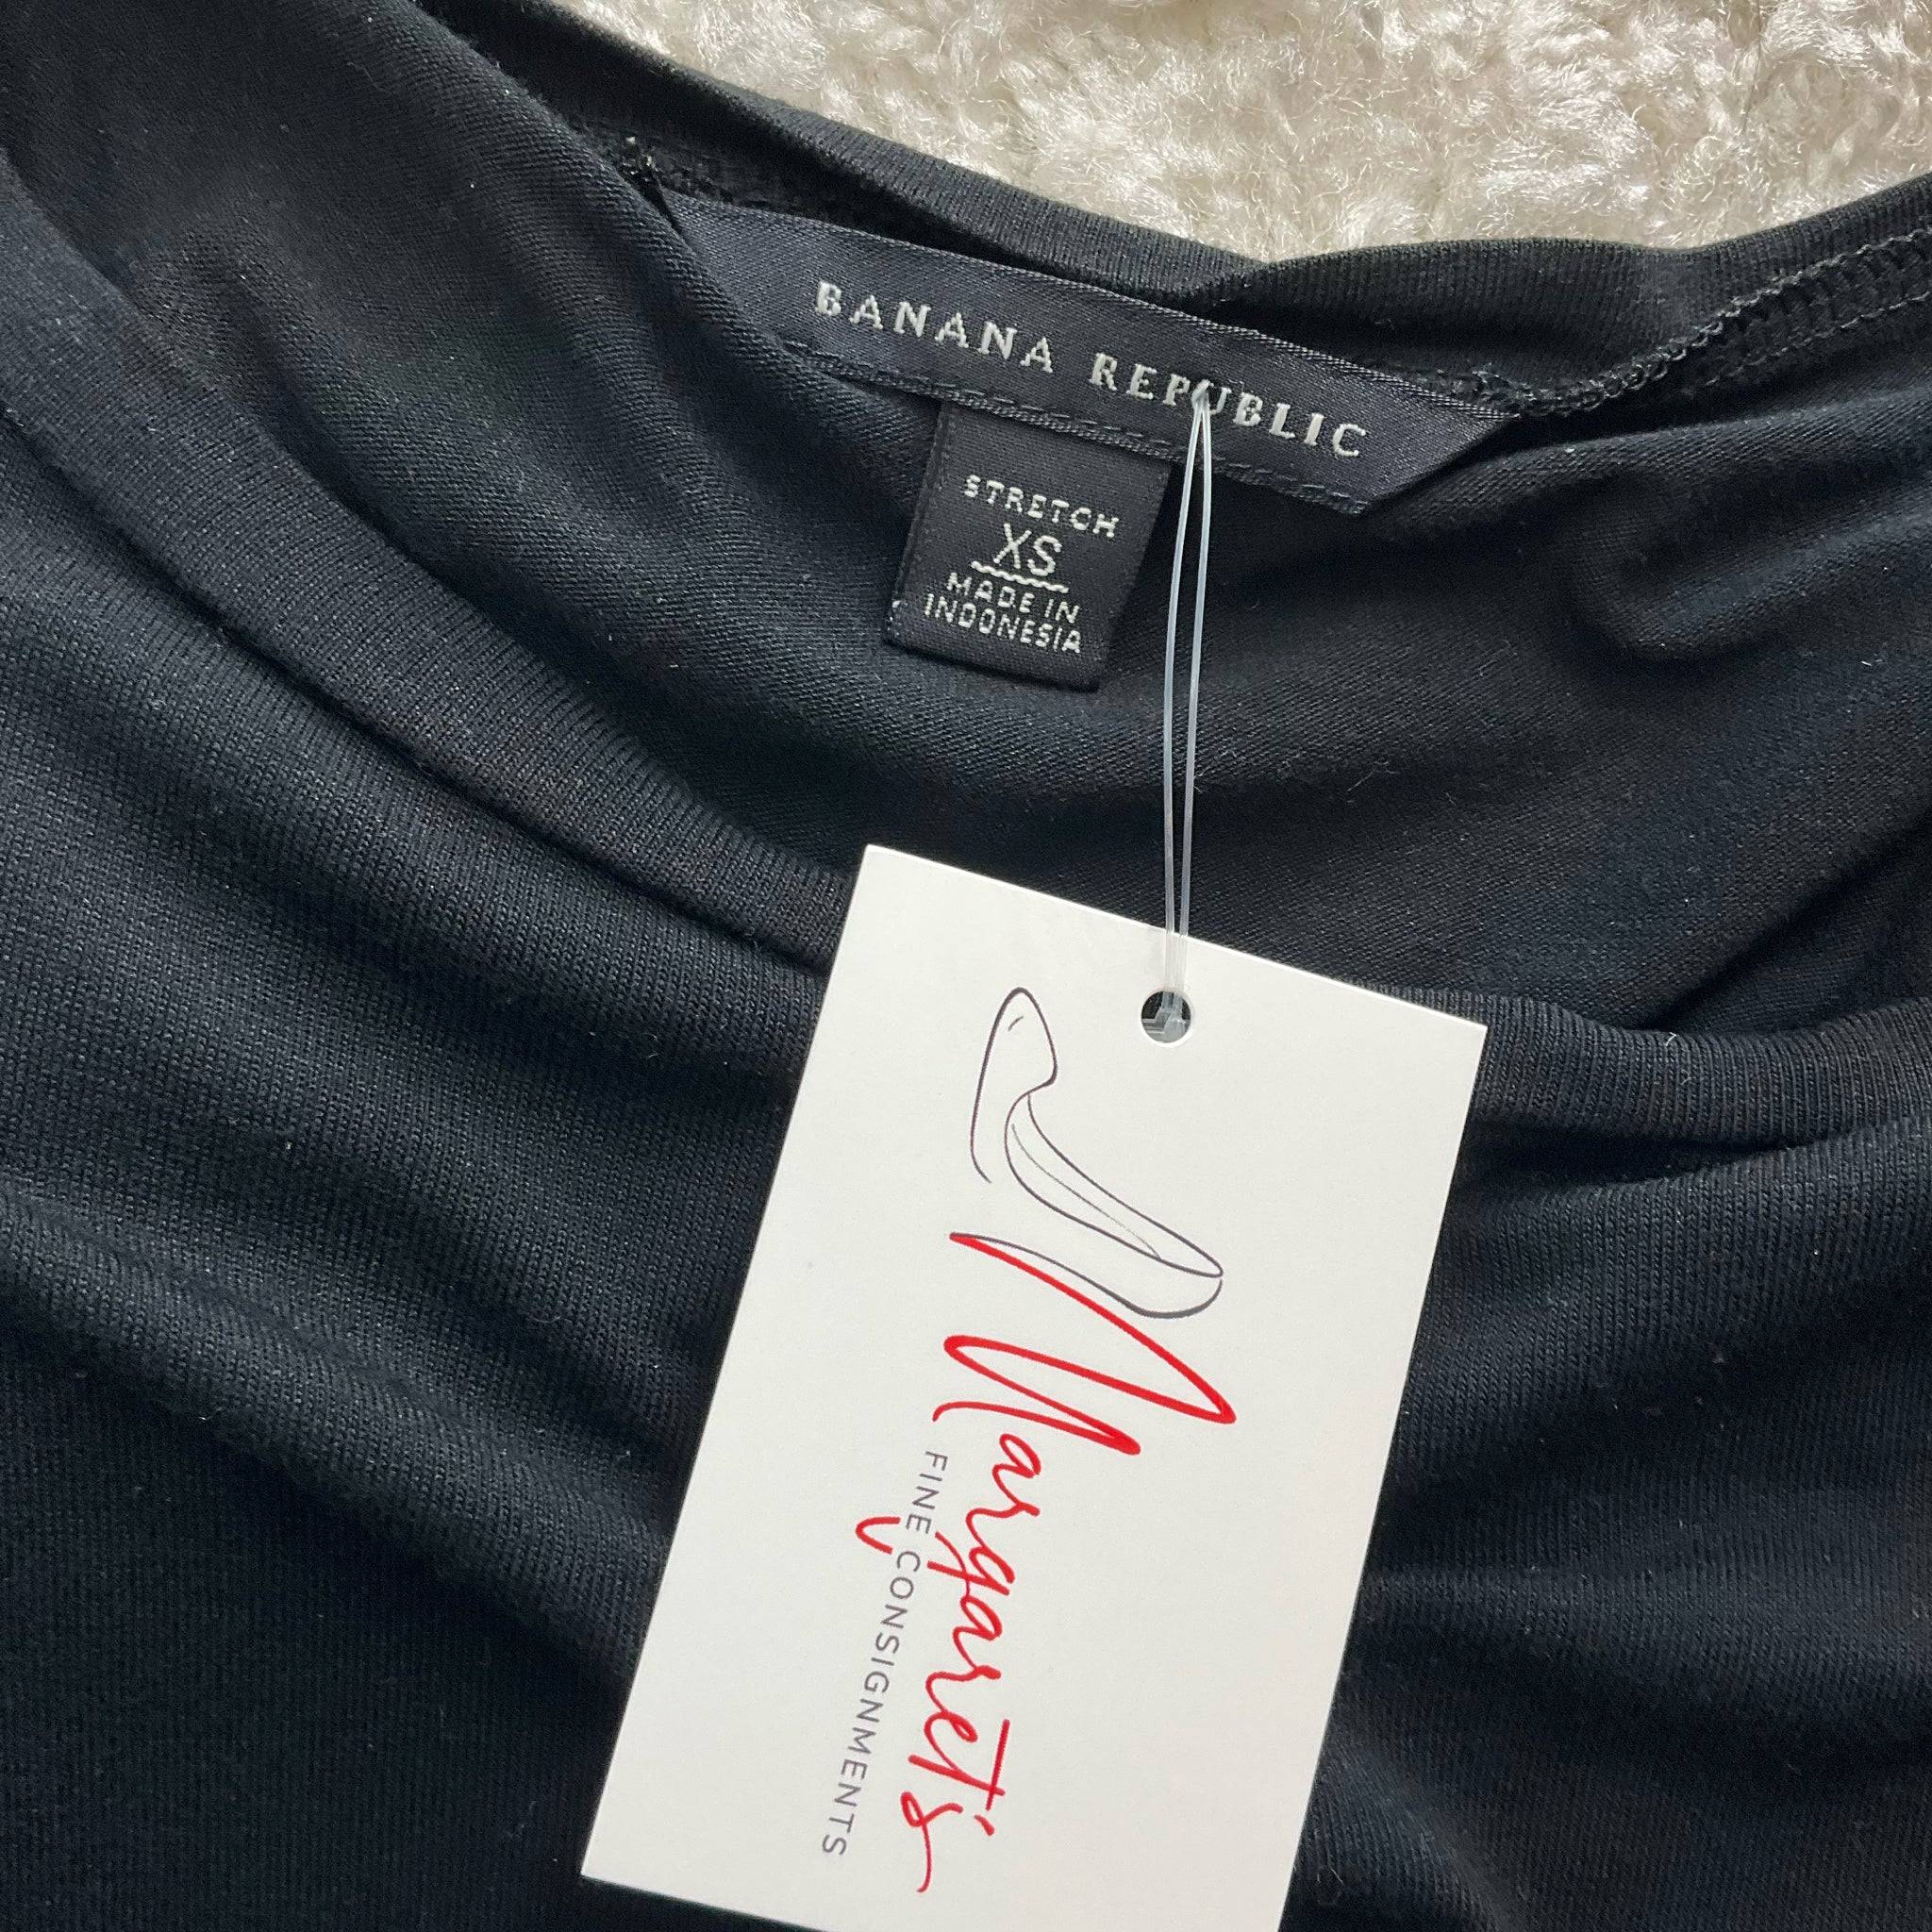 BANANA REPUBLIC
STRETCH
XS
MADE IN
INDONESIA
Margaret's
FINE CONSIGNMENTS